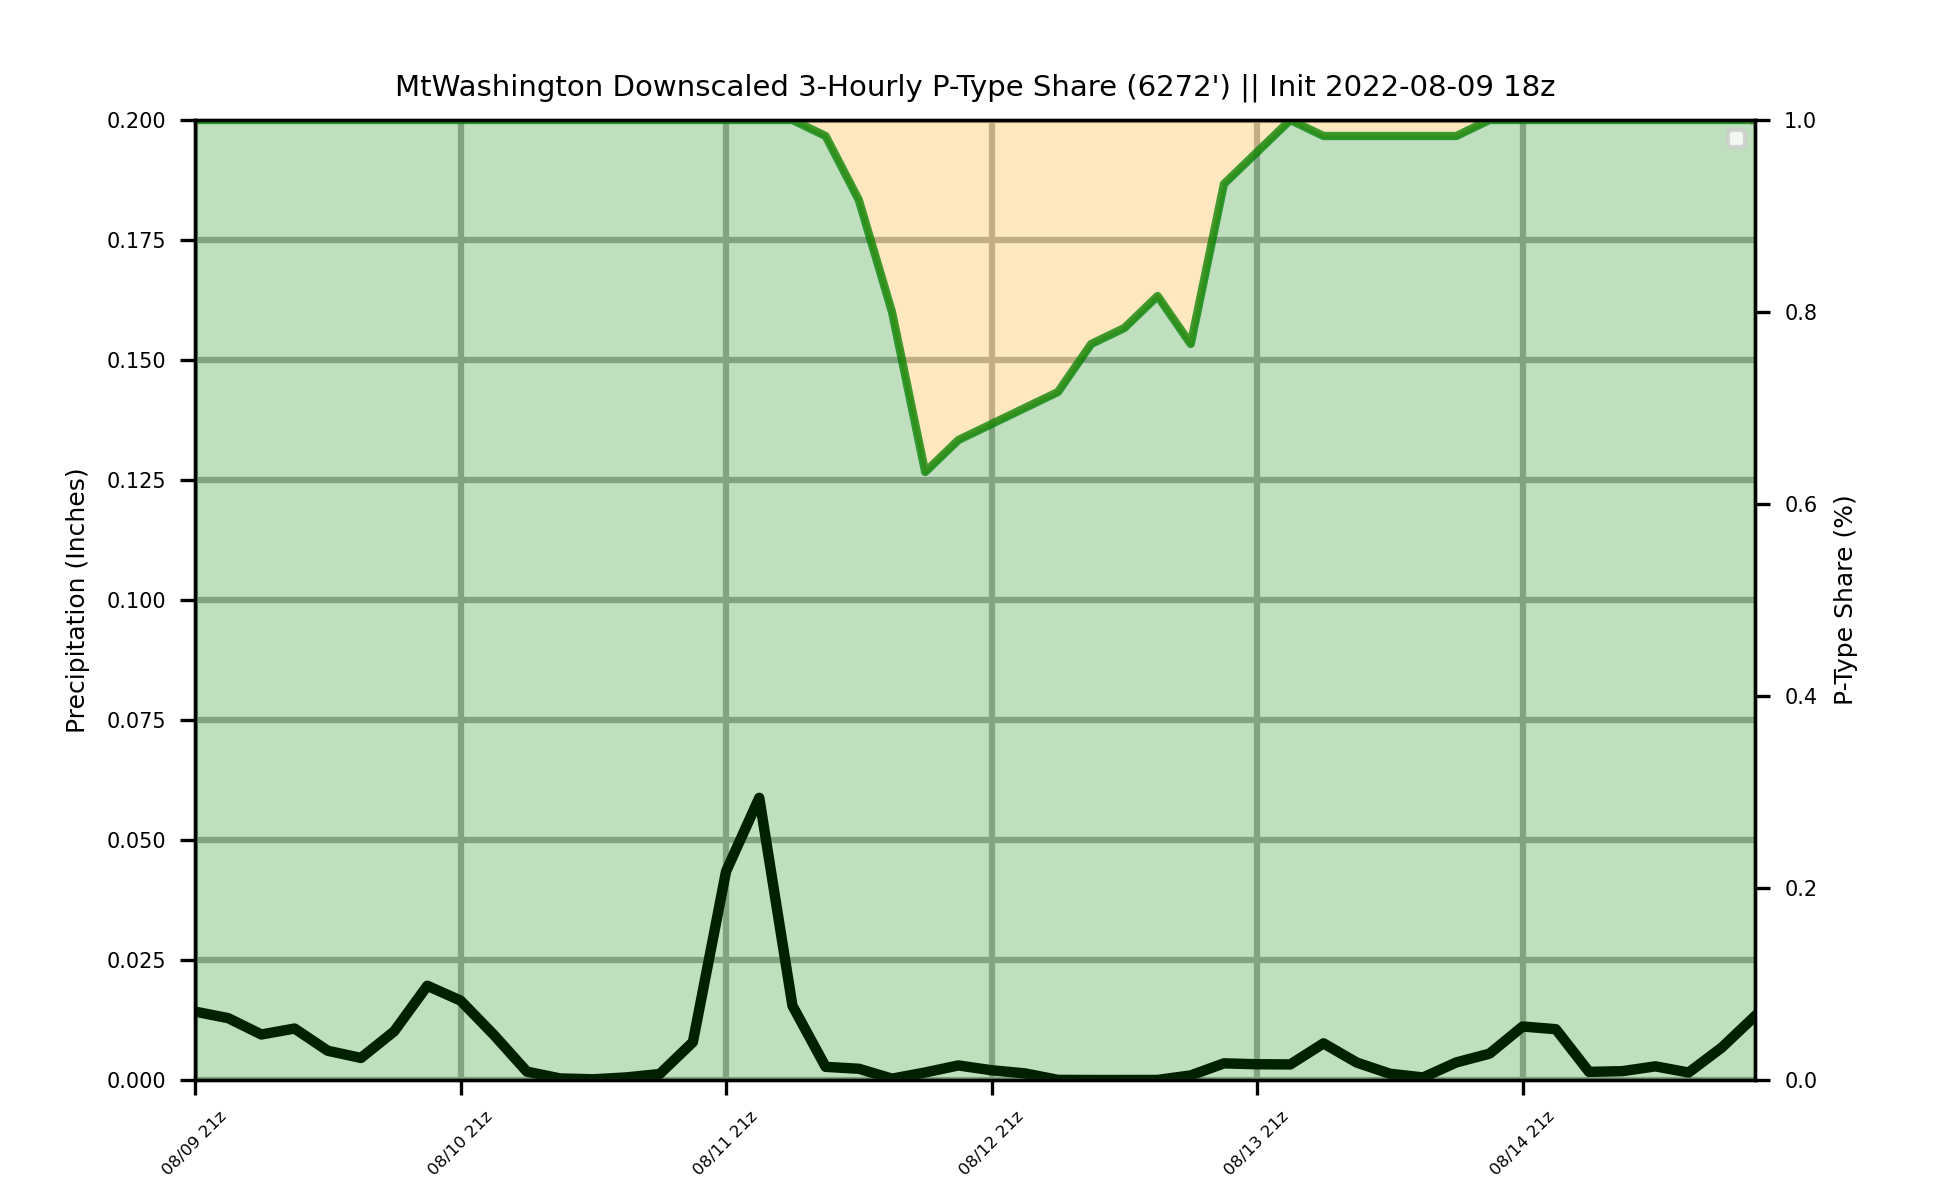 MtWashington Downscaled 3-Hourly P-Type Share (6272') || Init 2022-08-09 18z
0.200
0.175
0.150
0.125
0.100
0.075
0.050
0.025
0.000
Precipitation (Inches)
1.0
0.8
0.6
0.4
0.2
0.0
P-Type Share (%)
08/09 21z
08/10 21z
08/11 21z
08/12 21z
08/13 21z
08/14 21z